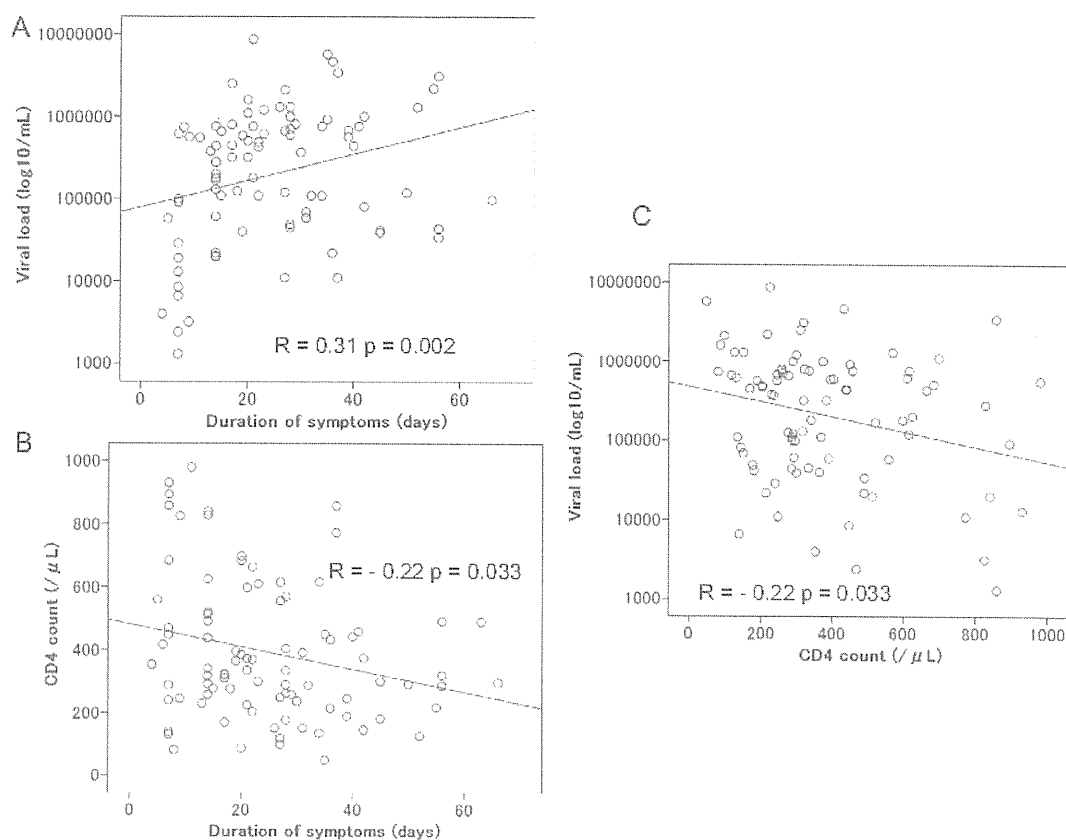 A
10000000
1000000
100000
10000
1000
Viral load (log10/mL)
R = 0.31 p = 0.002
0 20 40 60
Duration of symptoms (days)
B
1000
800
600
400
200
0
CD4 count (/μL)
R = - 0.22 p = 0.033
0 20 40 60
Duration of symptoms (days)
C
10000000
1000000
100000
10000
1000
Viral load (log10/mL)
R = - 0.22 p = 0.033
0 200 400 600 800 1000
CD4 count (/μL)